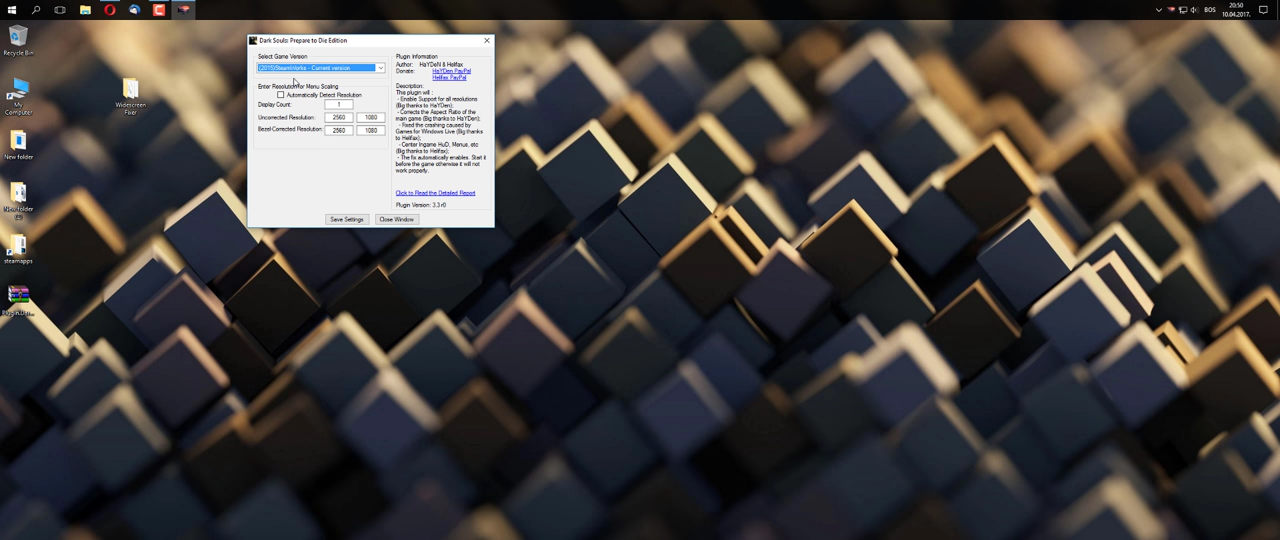 20:50
BOS
10.04.2017.
Recycle Bin
My
Computer
Widescreen
Fixer
New folder
New folder
(2)
steamapps
Dark Souls: Prepare to Die Edition
Select Game Version
(2015)SteamWorks - Current version
Enter Resolution for Menu Scaling
Automatically Detect Resolution
Display Count:
1
Uncorrected Resolution:
2560
1080
Bezel-Corrected Resolution:
2560
1080
Save Settings
Close Window
Plugin Information
Author: HaYDeN & Helifax
Donate: HaYDen PayPal
Helifax PayPal
Description:
This plugin will :
- Enable Support for all resolutions
(Big thanks to HaYDen);
- Corrects the Aspect Ratio of the
main game (Big thanks to HaYDen);
- Fixed the crashing caused by
Games for Windows Live (Big thanks
to Helifax);
- Center Ingame HuD, Menus, etc
(Big thanks to Helifax);
- The fix automatically enables. Start it
before the game otherwise it will not
work properly.
Click to Read the Detailed Report
Plugin Version: 3.3 r0